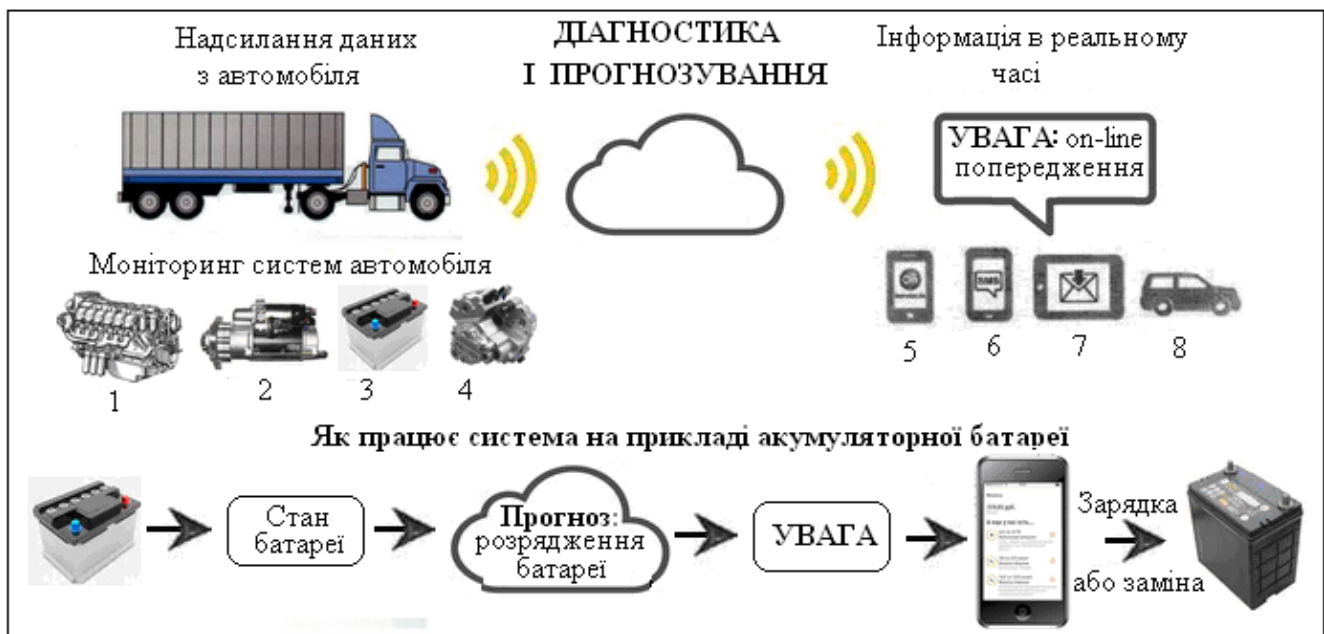 Надсилання даних
з автомобіля
ДІАГНОСТИКА
І ПРОГНОЗУВАННЯ
Інформація в реальному
часі
УВАГА: on-line
попередження
Моніторинг систем автомобіля
SMS
1
2
3
4
5
6
7
8
Як працює система на прикладі акумуляторної батареї
Стан
батареї
Прогноз:
розрядження
батареї
УВАГА
Зарядка
або заміна